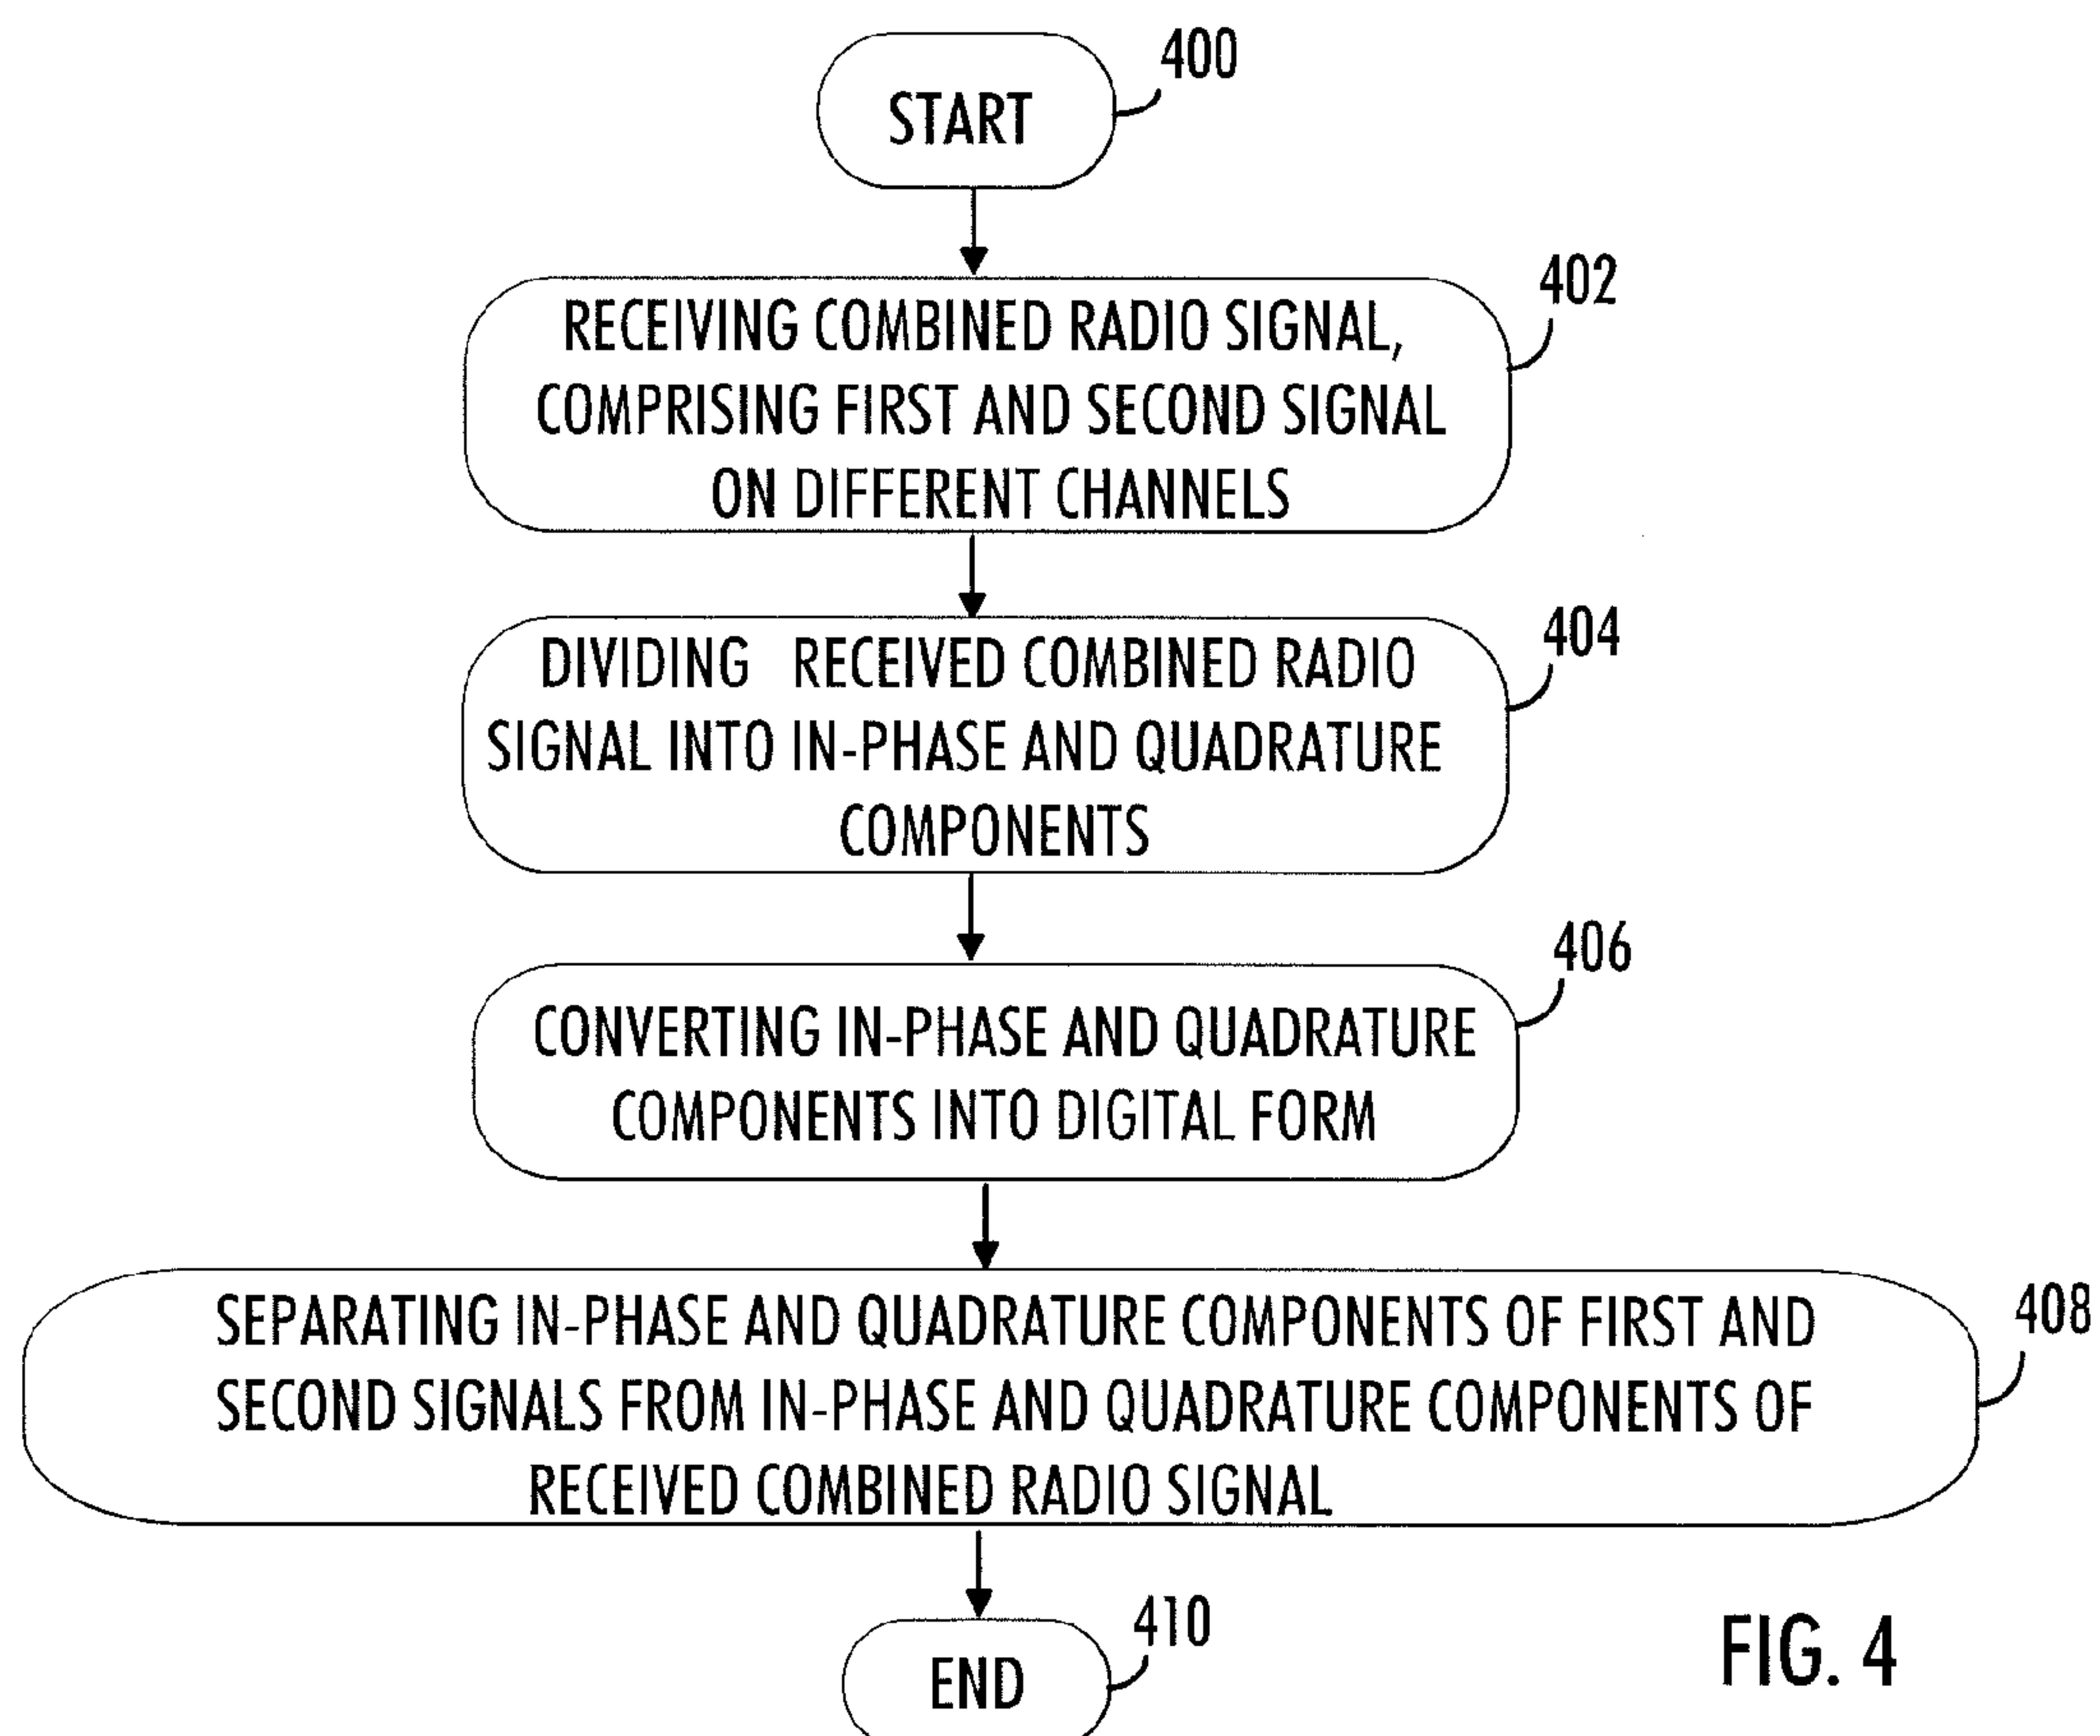 400
START
402
RECEIVING COMBINED RADIO SIGNAL,
COMPRISING FIRST AND SECOND SIGNAL
ON DIFFERENT CHANNELS
404
DIVIDING RECEIVED COMBINED RADIO
SIGNAL INTO IN-PHASE AND QUADRATURE
COMPONENTS
406
CONVERTING IN-PHASE AND QUADRATURE
COMPONENTS INTO DIGITAL FORM
408
SEPARATING IN-PHASE AND QUADRATURE COMPONENTS OF FIRST AND
SECOND SIGNALS FROM IN-PHASE AND QUADRATURE COMPONENTS OF
RECEIVED COMBINED RADIO SIGNAL
410
END
FIG. 4